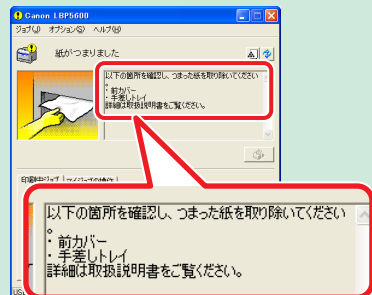 Canon LBP5600
ジョブ(J) オプション(O) ヘルプ(H)
紙がつまりました
以下の箇所を確認し、つまった紙を取り除いてください
。
・前カバー
・手差しトレイ
詳細は取扱説明書をご覧ください。
以下の箇所を確認し、つまった紙を取り除いてください
。
・前カバー
・手差しトレイ
詳細は取扱説明書をご覧ください。